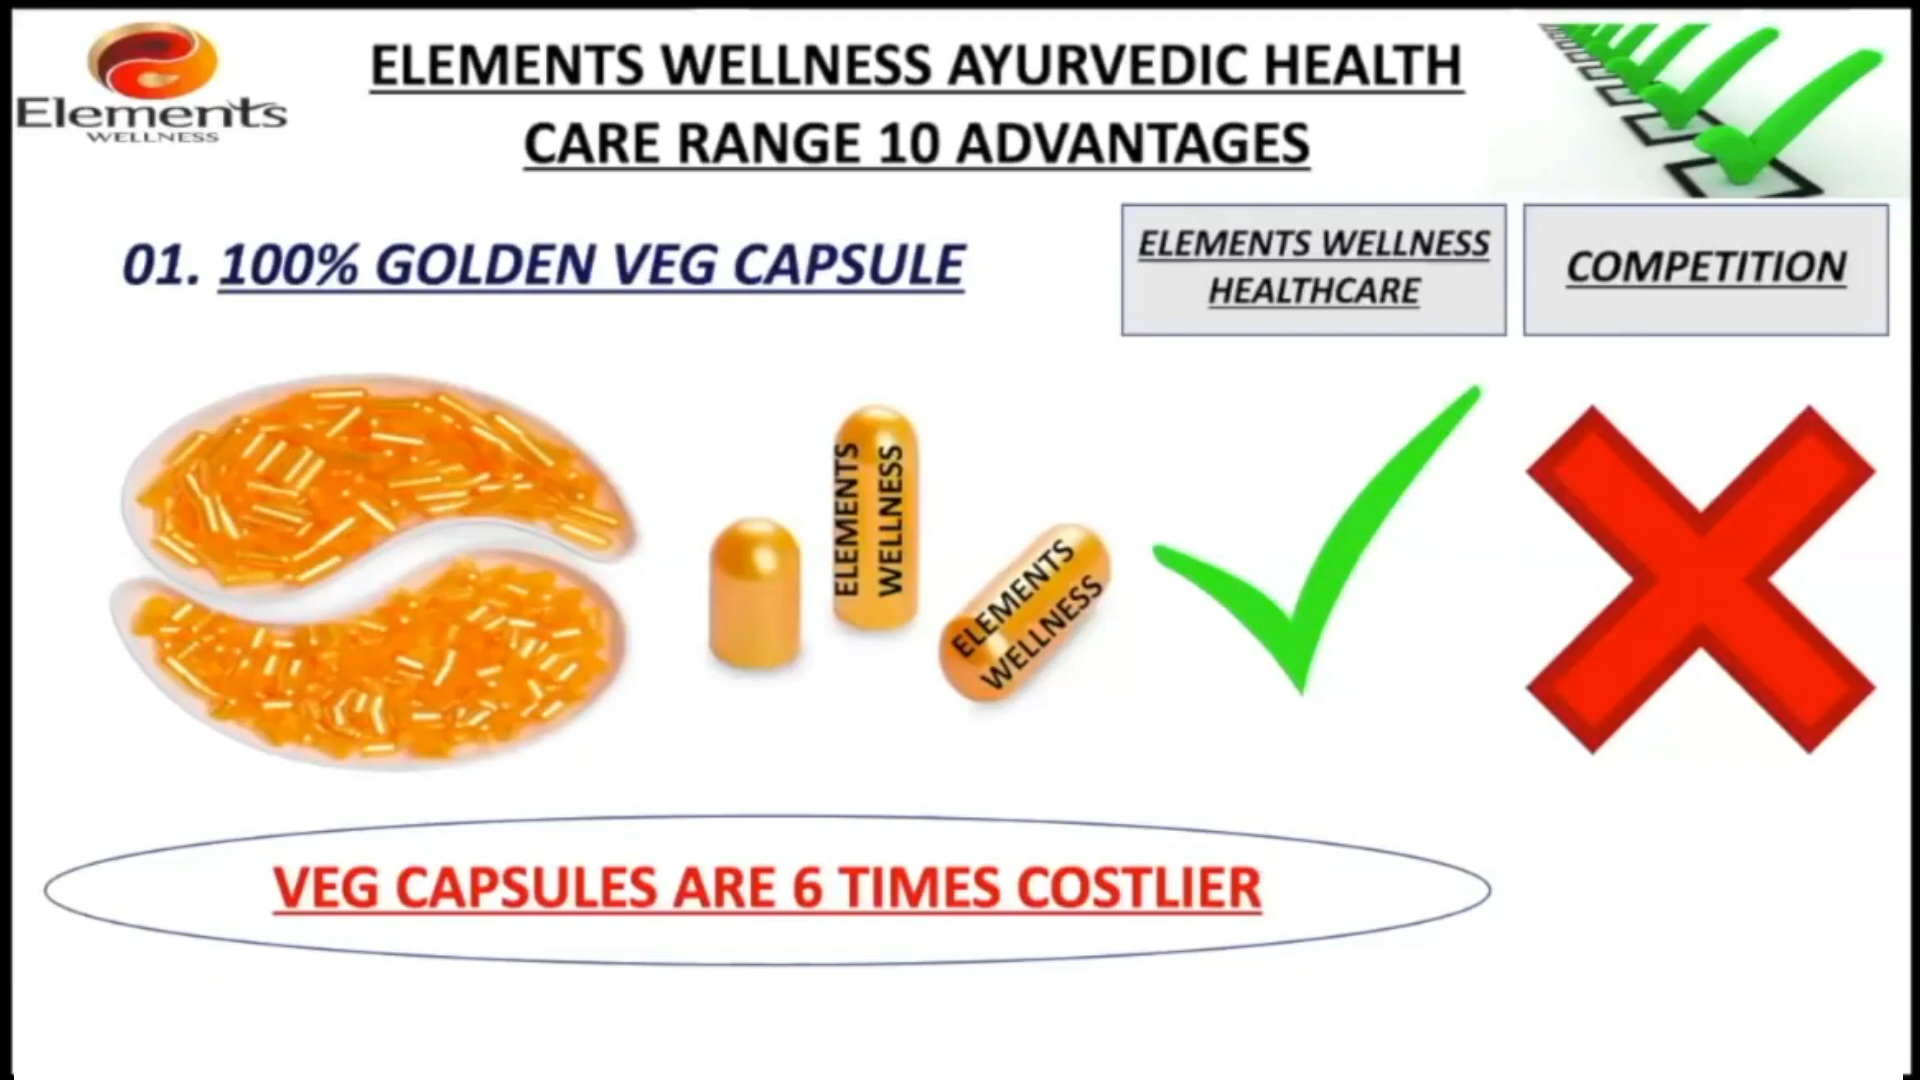 Elements
WELLNESS
ELEMENTS WELLNESS AYURVEDIC HEALTH
CARE RANGE 10 ADVANTAGES
01. 100% GOLDEN VEG CAPSULE
ELEMENTS WELLNESS
HEALTHCARE
COMPETITION
ELEMENTS
WELLNESS
ELEMENTS
WELLNESS
VEG CAPSULES ARE 6 TIMES COSTLIER